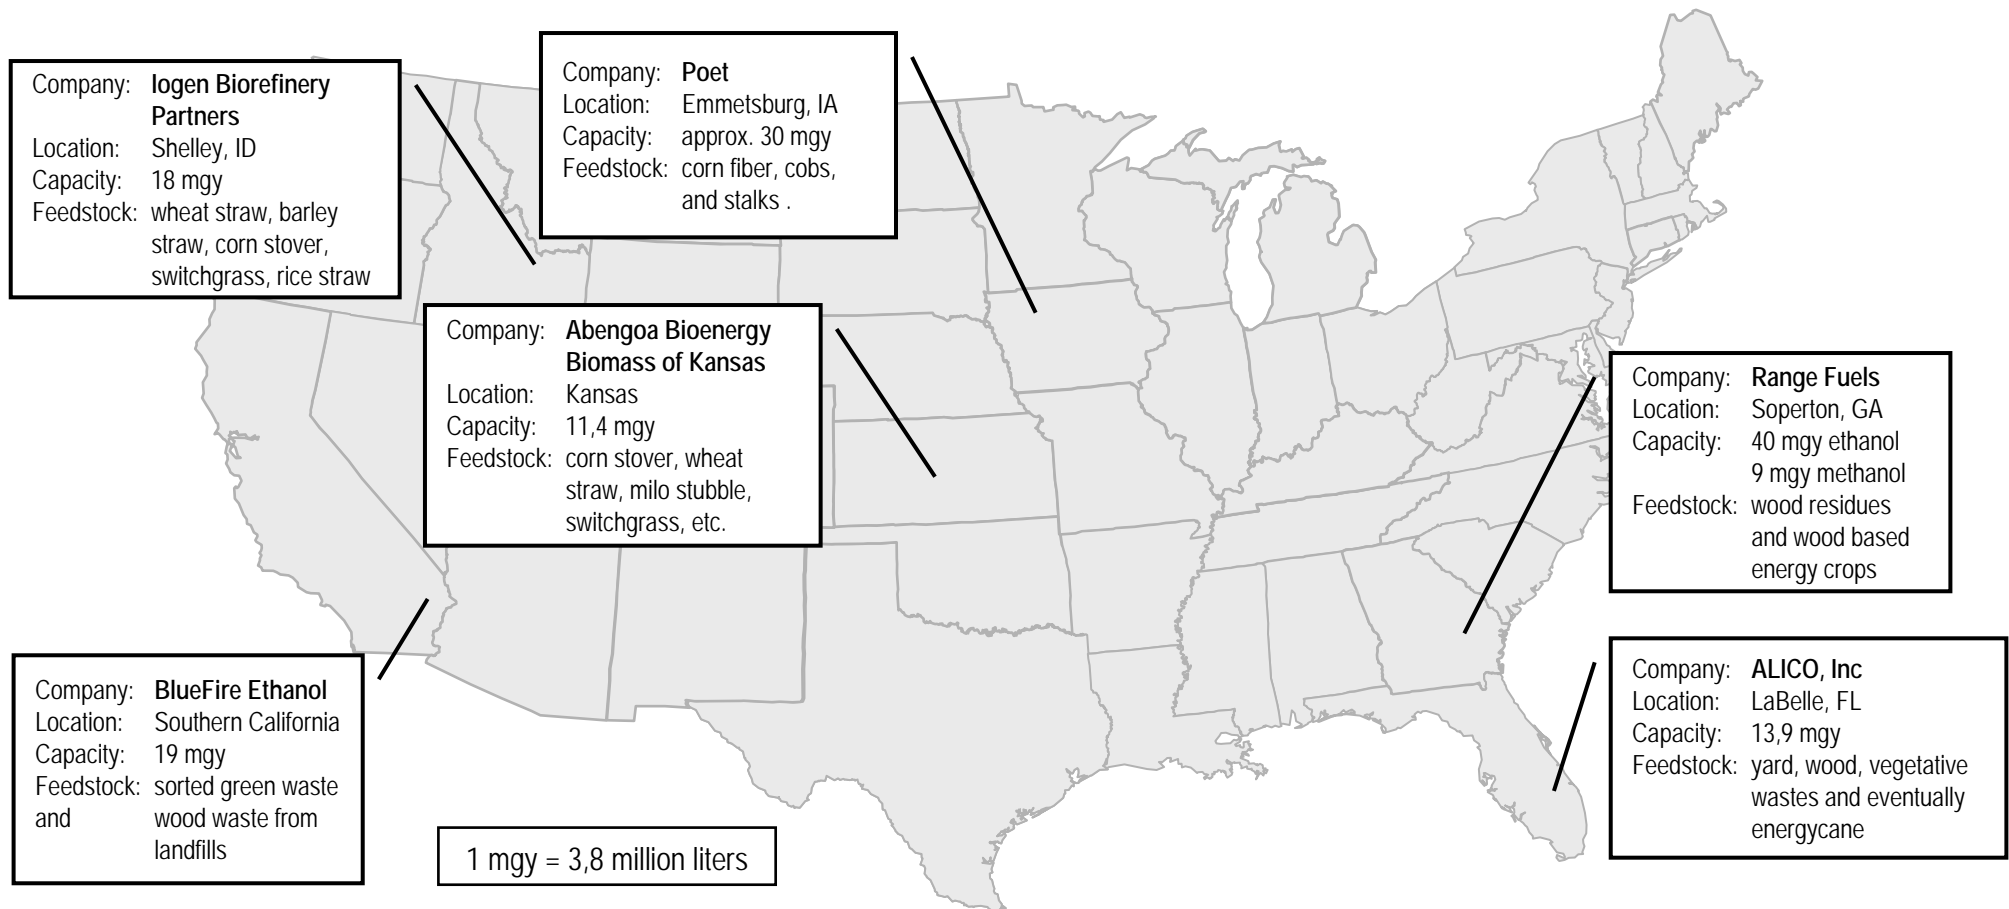 Company: Iogen Biorefinery
Partners
Location: Shelley, ID
Capacity: 18 mgy
Feedstock: wheat straw, barley
straw, corn stover,
switchgrass, rice straw
Company: Poet
Location: Emmetsburg, IA
Capacity: approx. 30 mgy
Feedstock: corn fiber, cobs,
and stalks .
Company: Abengoa Bioenergy
Biomass of Kansas
Location: Kansas
Capacity: 11,4 mgy
Feedstock: corn stover, wheat
straw, milo stubble,
switchgrass, etc.
Company: Range Fuels
Location: Soperton, GA
Capacity: 40 mgy ethanol
9 mgy methanol
Feedstock: wood residues
and wood based
energy crops
Company: BlueFire Ethanol
Location: Southern California
Capacity: 19 mgy
Feedstock: sorted green waste
and wood waste from
landfills
Company: ALICO, Inc
Location: LaBelle, FL
Capacity: 13,9 mgy
Feedstock: yard, wood, vegetative
wastes and eventually
energycane
1 mgy = 3,8 million liters